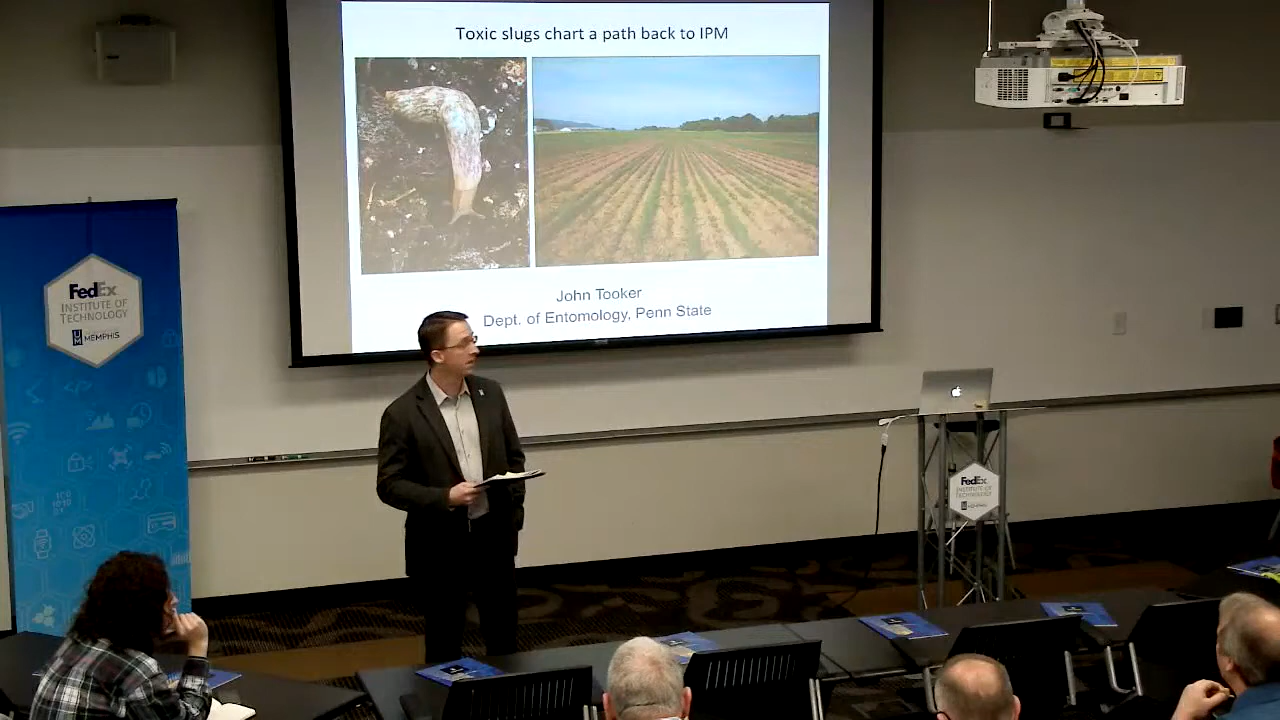 Toxic slugs chart a path back to IPM
John Tooker
Dept. of Entomology, Penn State
FedEx
INSTITUTE OF
TECHNOLOGY
MEMPHIS
FedEx
INSTITUTE OF
TECHNOLOGY
MEMPHIS